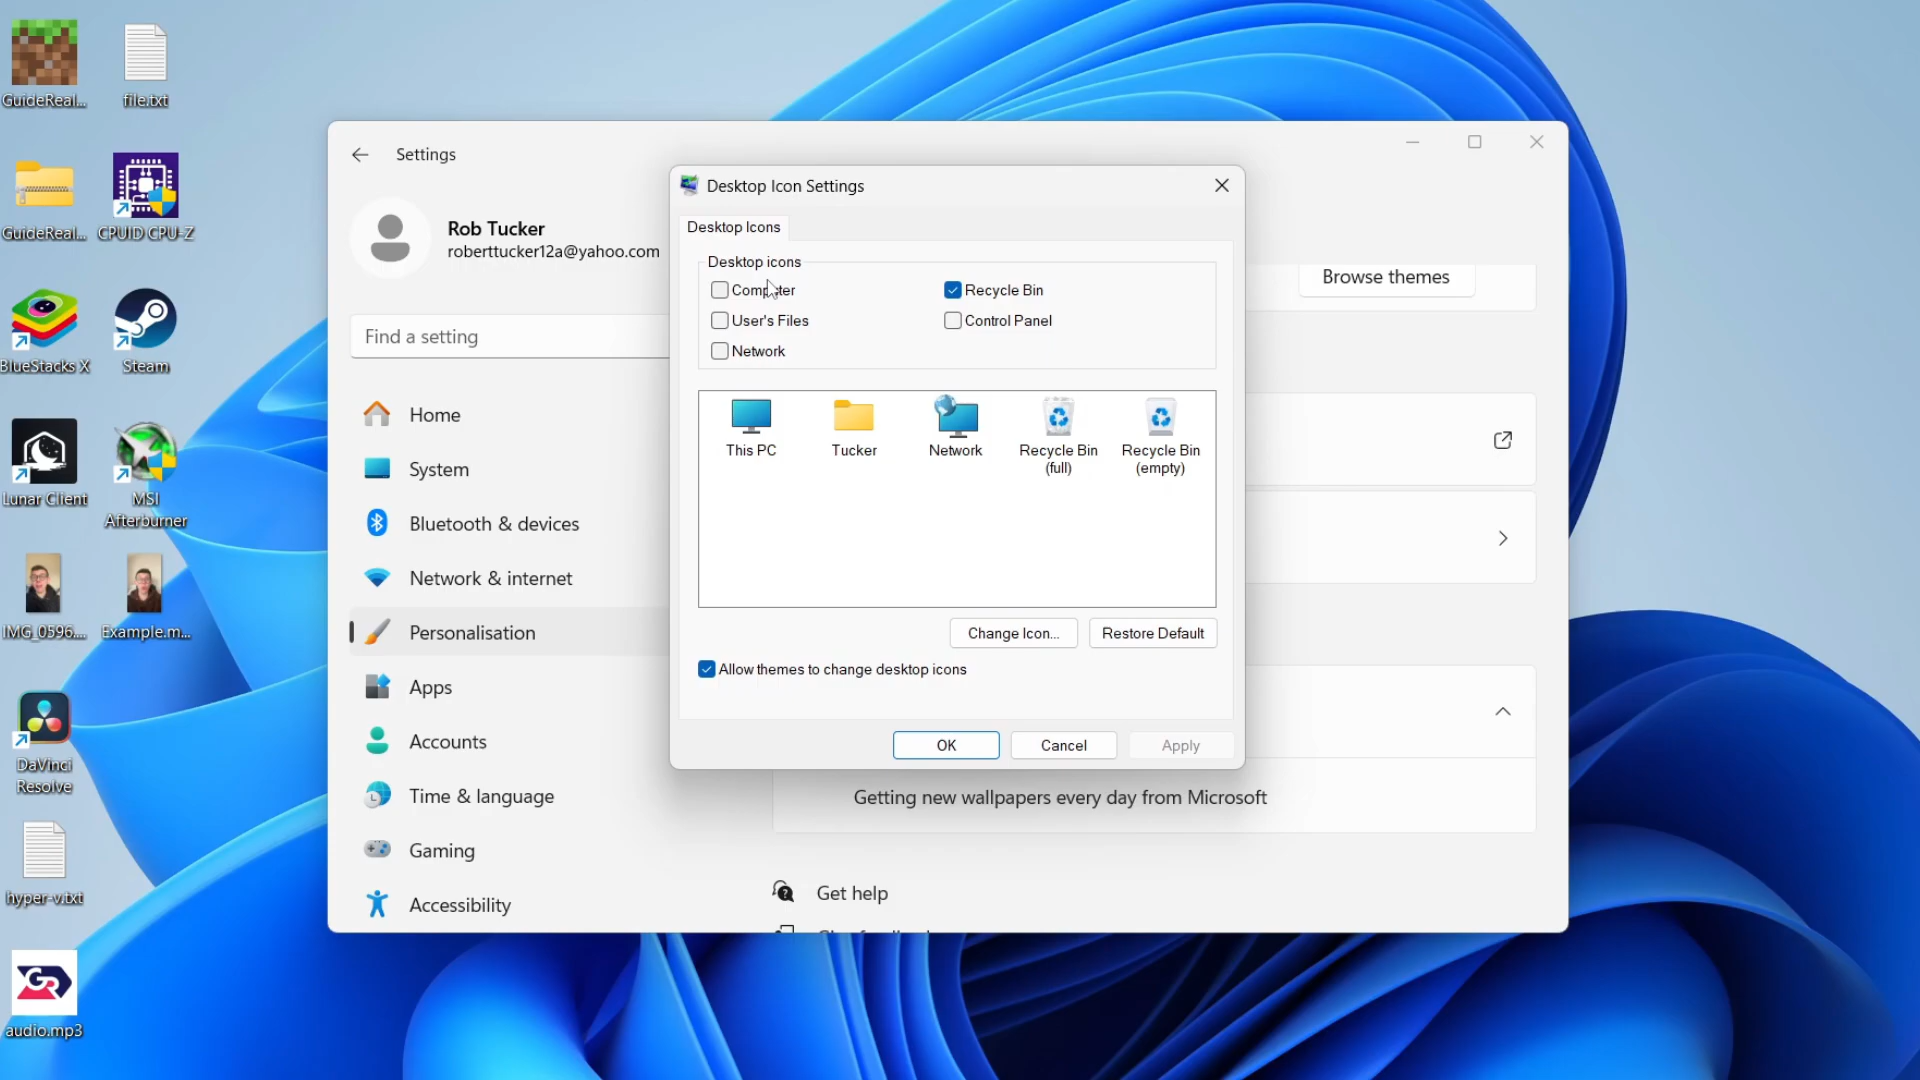 GuideReal...
file.txt
GuideReal...
CPUID CPU-Z
BlueStacks X
Steam
Lunar Client
MSI
Afterburner
IMG_0596....
Example.m...
DaVinci
Resolve
hyper-v.txt
audio.mp3
Settings
Rob Tucker
roberttucker12a@yahoo.com
Find a setting
Home
System
Bluetooth & devices
Network & internet
Personalisation
Apps
Accounts
Time & language
Gaming
Accessibility
Desktop Icon Settings
Desktop Icons
Desktop icons
Computer
Recycle Bin
User's Files
Control Panel
Network
This PC
Tucker
Network
Recycle Bin
(full)
Recycle Bin
(empty)
Change Icon...
Restore Default
Allow themes to change desktop icons
OK
Cancel
Apply
Browse themes
Getting new wallpapers every day from Microsoft
Get help